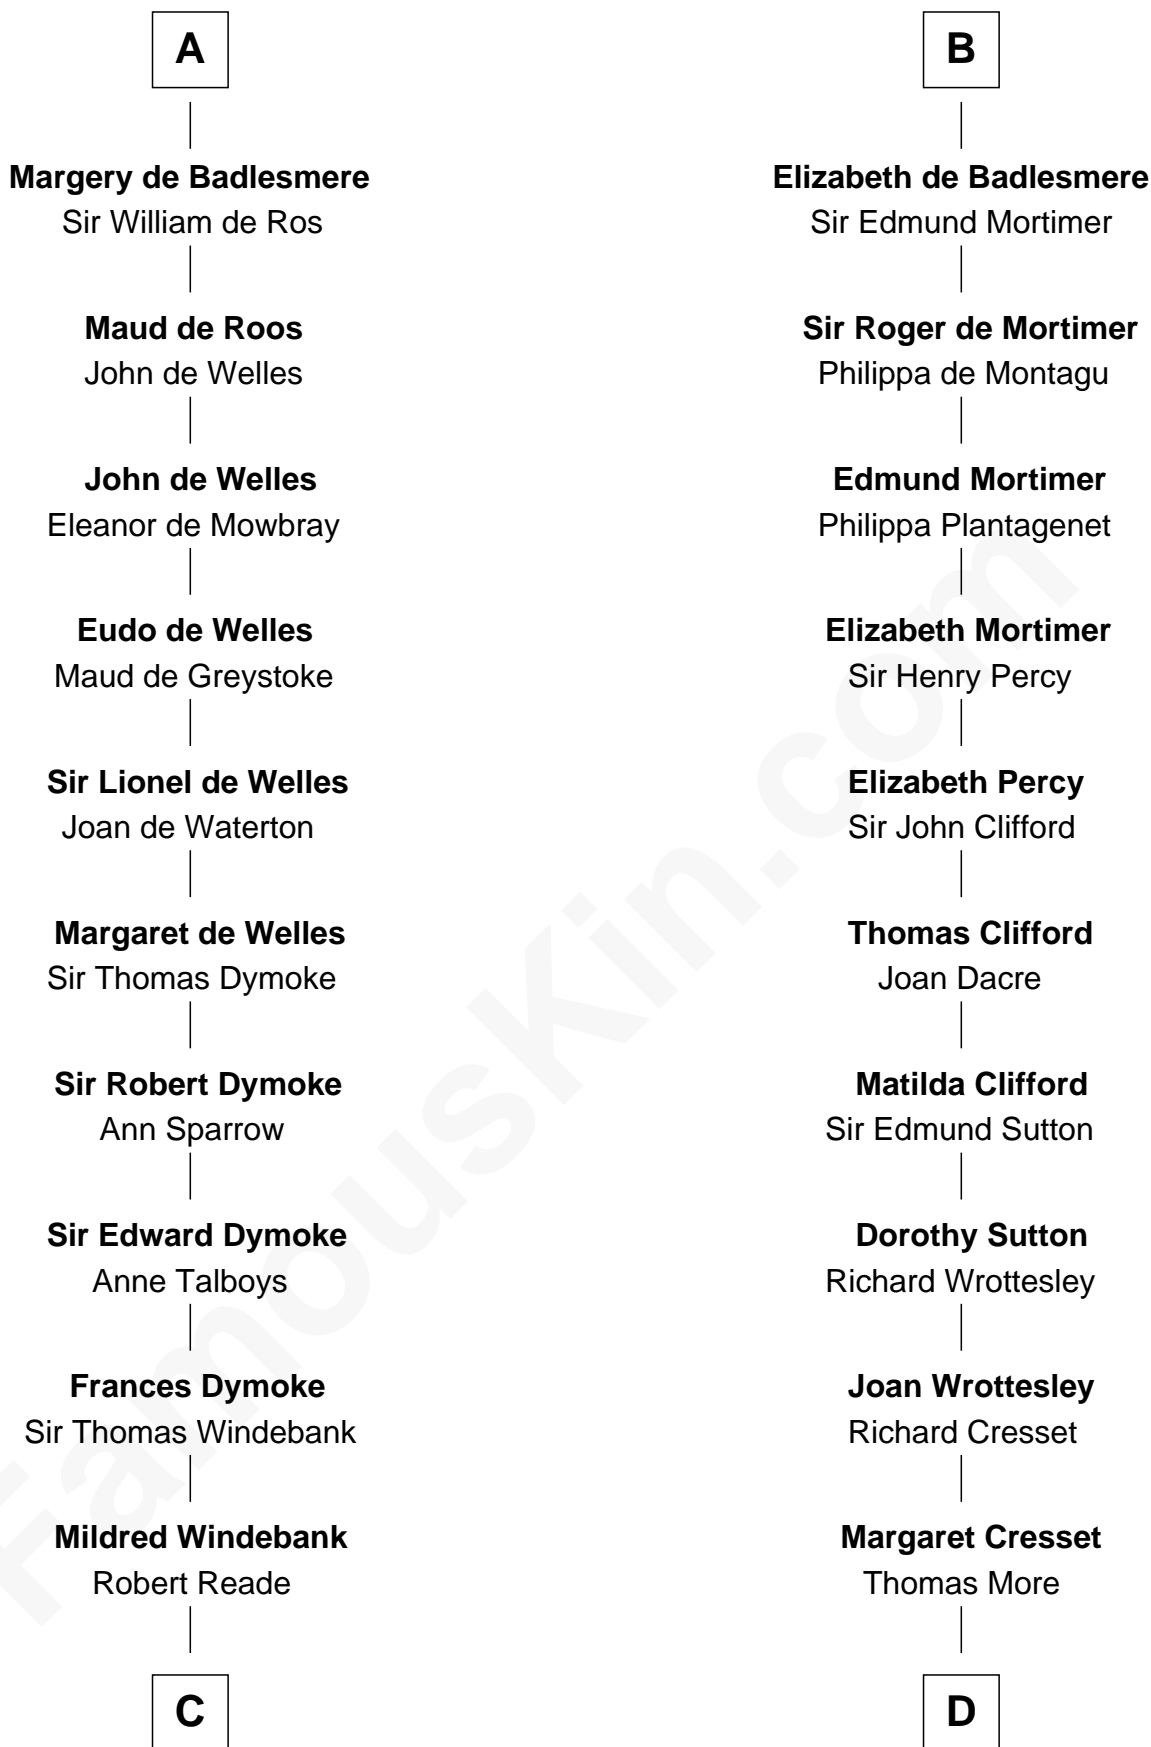 A
Margery de Badlesmere
Sir William de Ros
Maud de Roos
John de Welles
John de Welles
Eleanor de Mowbray
Eudo de Welles
Maud de Greystoke
Sir Lionel de Welles
Joan de Waterton
Margaret de Welles
Sir Thomas Dymoke
Sir Robert Dymoke
Ann Sparrow
Sir Edward Dymoke
Anne Talboys
Frances Dymoke
Sir Thomas Windebank
Mildred Windebank
Robert Reade
C
B
Elizabeth de Badlesmere
Sir Edmund Mortimer
Sir Roger de Mortimer
Philippa de Montagu
Edmund Mortimer
Philippa Plantagenet
Elizabeth Mortimer
Sir Henry Percy
Elizabeth Percy
Sir John Clifford
Thomas Clifford
Joan Dacre
Matilda Clifford
Sir Edmund Sutton
Dorothy Sutton
Richard Wrottesley
Joan Wrottesley
Richard Cresset
Margaret Cresset
Thomas More
D
FamousKin.com